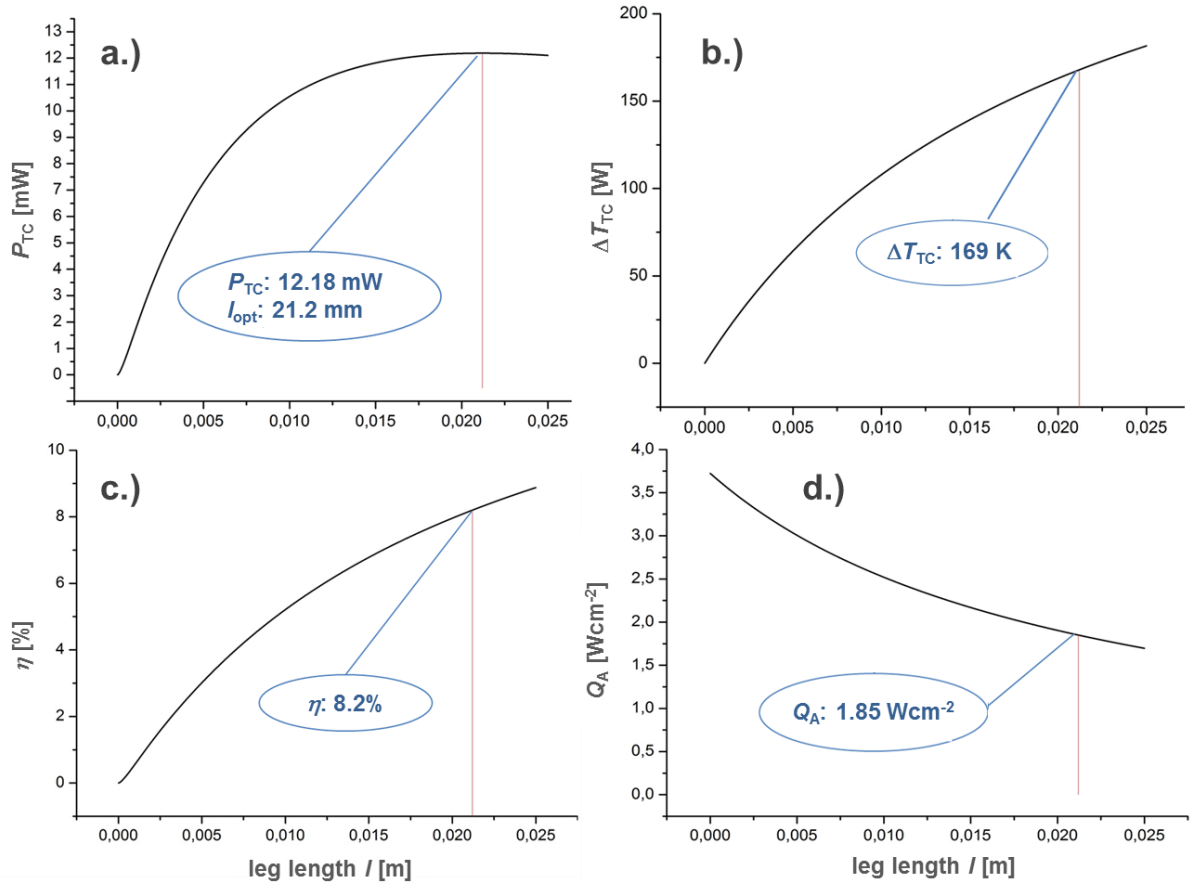 a.)
P_TC [mW]
13
12
11
10
9
8
7
6
5
4
3
2
1
0
P_TC: 12.18 mW
l_opt: 21.2 mm
0,000 0,005 0,010 0,015 0,020 0,025
b.)
ΔT_TC [W]
200
150
100
50
0
ΔT_TC: 169 K
0,000 0,005 0,010 0,015 0,020 0,025
c.)
η [%]
10
8
6
4
2
0
η: 8.2%
0,000 0,005 0,010 0,015 0,020 0,025
leg length l [m]
d.)
Q_A [Wcm⁻²]
4,0
3,5
3,0
2,5
2,0
1,5
1,0
0,5
0,0
Q_A: 1.85 Wcm⁻²
0,000 0,005 0,010 0,015 0,020 0,025
leg length l [m]